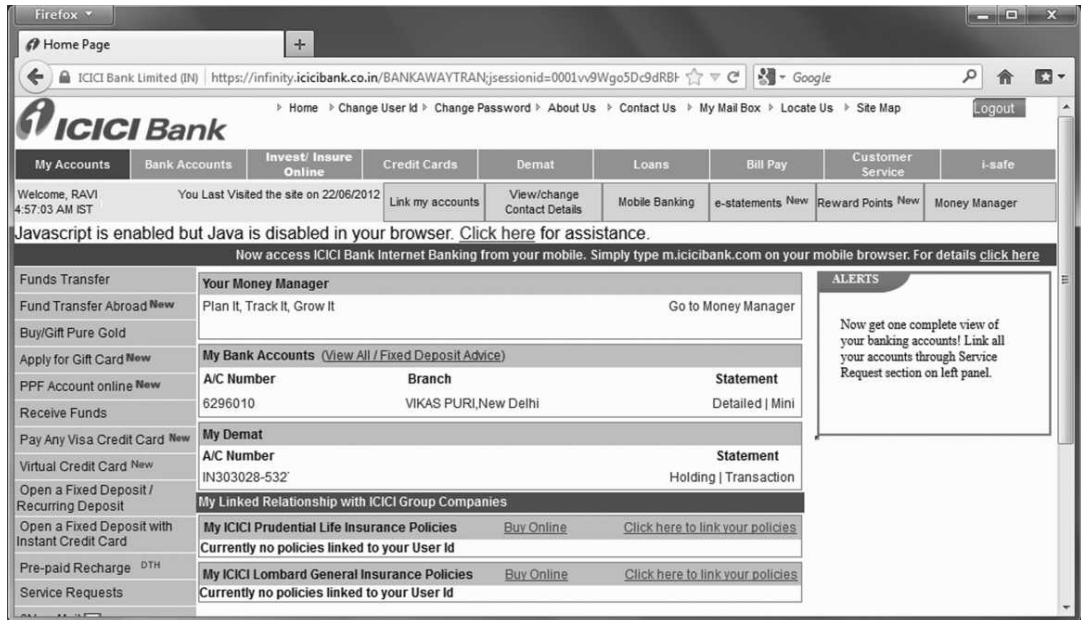 Firefox
Home Page
ICICI Bank Limited (IN) https://infinity.icicibank.co.in/BANKAWAYTRAN;jsessionid=0001vv9Wgo5Dc9dRBH Google
Home Change User Id Change Password About Us Contact Us My Mail Box Locate Us Site Map Logout
ICICI Bank
My Accounts Bank Accounts Invest/ Insure Online Credit Cards Demat Loans Bill Pay Customer Service i-safe
Welcome, RAVI You Last Visited the site on 22/06/2012
4:57:03 AM IST
Link my accounts View/change Contact Details Mobile Banking e-statements New Reward Points New Money Manager
Javascript is enabled but Java is disabled in your browser. Click here for assistance.
Now access ICICI Bank Internet Banking from your mobile. Simply type m.icicibank.com on your mobile browser. For details click here
Funds Transfer
Fund Transfer Abroad New
Buy/Gift Pure Gold
Apply for Gift Card New
PPF Account online New
Receive Funds
Pay Any Visa Credit Card New
Virtual Credit Card New
Open a Fixed Deposit /
Recurring Deposit
Open a Fixed Deposit with
Instant Credit Card
Pre-paid Recharge DTH
Service Requests
Your Money Manager
Plan It, Track It, Grow It Go to Money Manager
My Bank Accounts (View All / Fixed Deposit Advice)
A/C Number Branch Statement
6296010 VIKAS PURI,New Delhi Detailed | Mini
My Demat
A/C Number Statement
IN303028-532 Holding | Transaction
My Linked Relationship with ICICI Group Companies
My ICICI Prudential Life Insurance Policies Buy Online Click here to link your policies
Currently no policies linked to your User Id
My ICICI Lombard General Insurance Policies Buy Online Click here to link your policies
Currently no policies linked to your User Id
ALERTS
Now get one complete view of
your banking accounts! Link all
your accounts through Service
Request section on left panel.